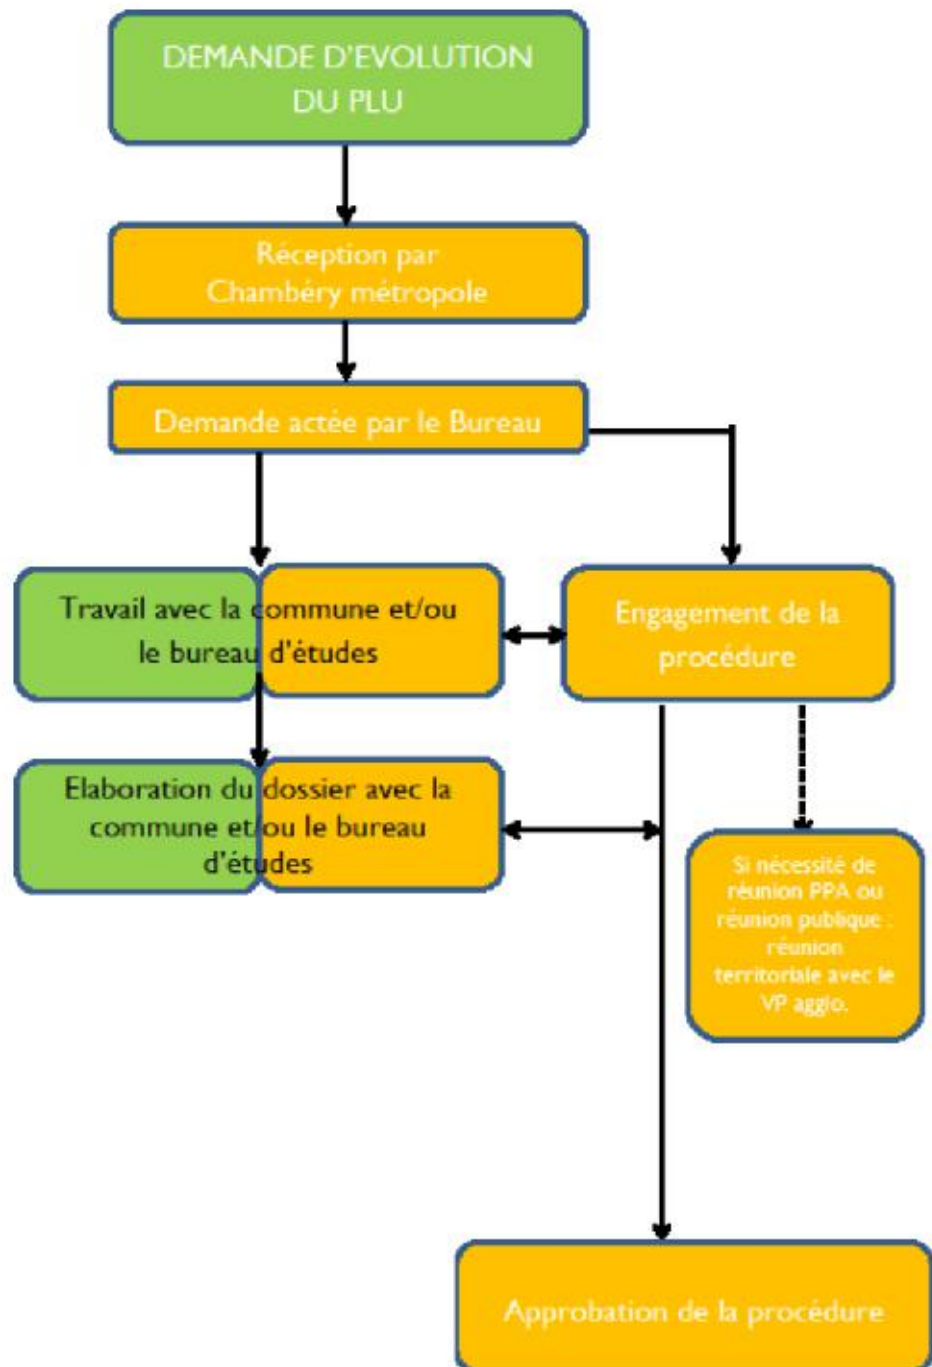 DEMANDE D'EVOLUTION
DU PLU
Réception par
Chambéry métropole
Demande actée par le Bureau
Travail avec la commune et/ou
le bureau d'études
Engagement de la
procédure
Elaboration du dossier avec la
commune et/ou le bureau
d'études
Si nécessité de
réunion PPA ou
réunion publique :
réunion
territoriale avec le
VP agglo.
Approbation de la procédure